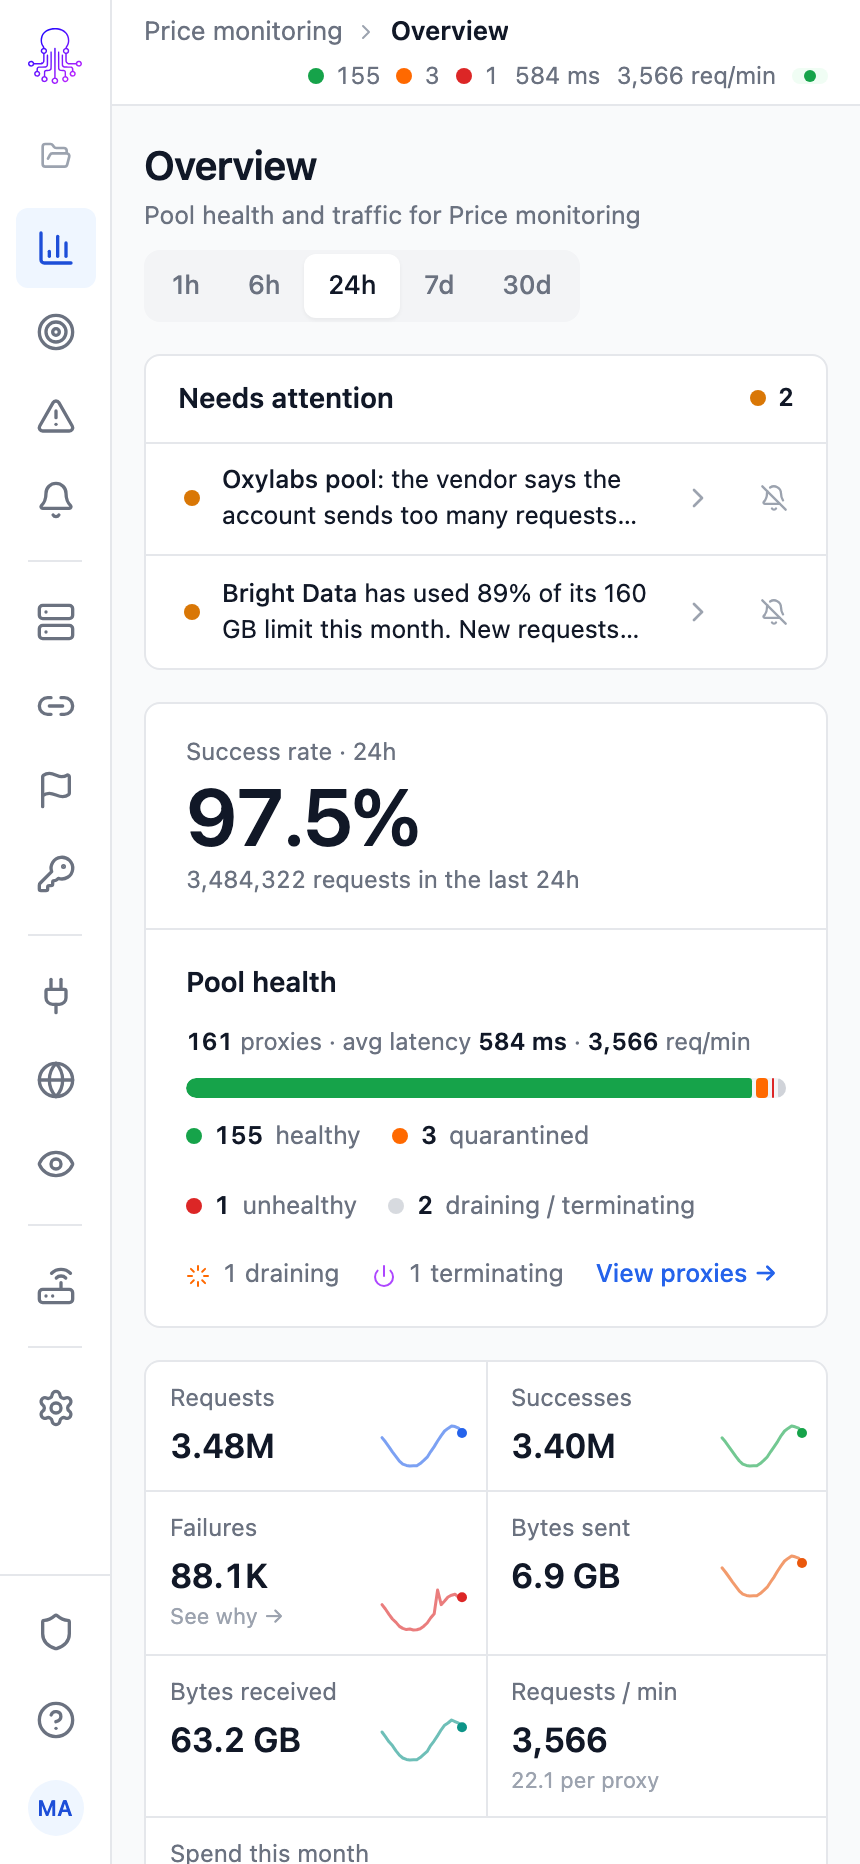 Price monitoring > Overview
155 3 1 584 ms 3,566 req/min
Overview
Pool health and traffic for Price monitoring
1h 6h 24h 7d 30d
Needs attention 2
Oxylabs pool: the vendor says the
account sends too many requests...
Bright Data has used 89% of its 160
GB limit this month. New requests...
Success rate · 24h
97.5%
3,484,322 requests in the last 24h
Pool health
161 proxies · avg latency 584 ms · 3,566 req/min
155 healthy 3 quarantined
1 unhealthy 2 draining / terminating
1 draining 1 terminating View proxies →
Requests
3.48M
Successes
3.40M
Failures
88.1K
See why →
Bytes sent
6.9 GB
Bytes received
63.2 GB
Requests / min
3,566
22.1 per proxy
MA
Spend this month